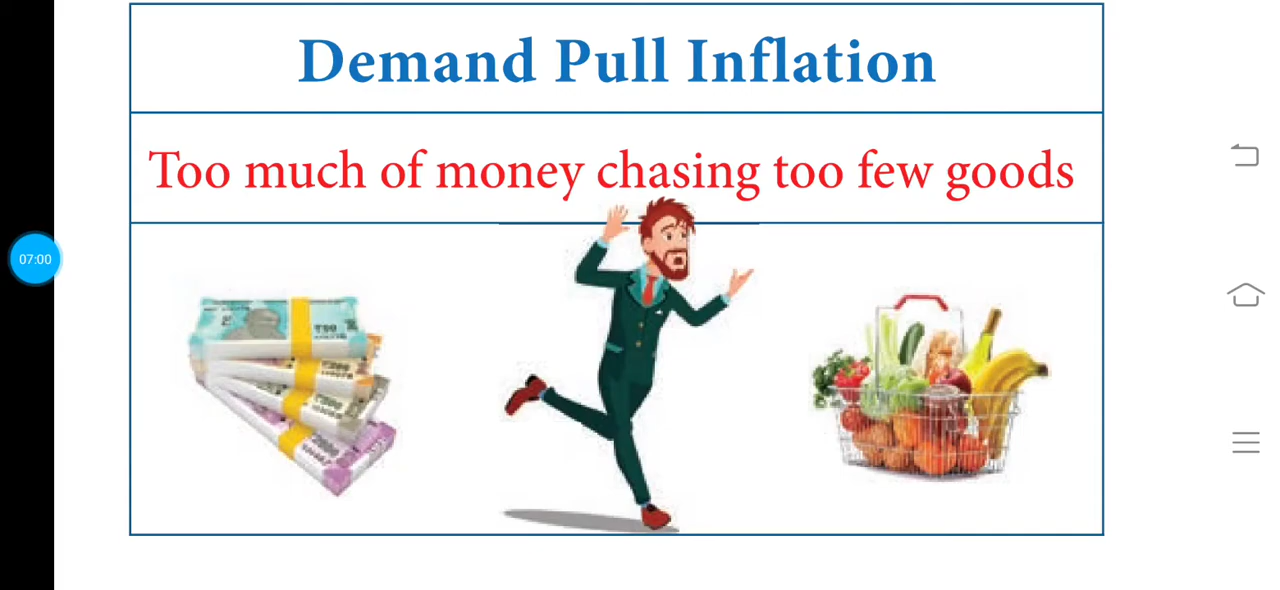 Demand Pull Inflation
Too much of money chasing too few goods
07:00